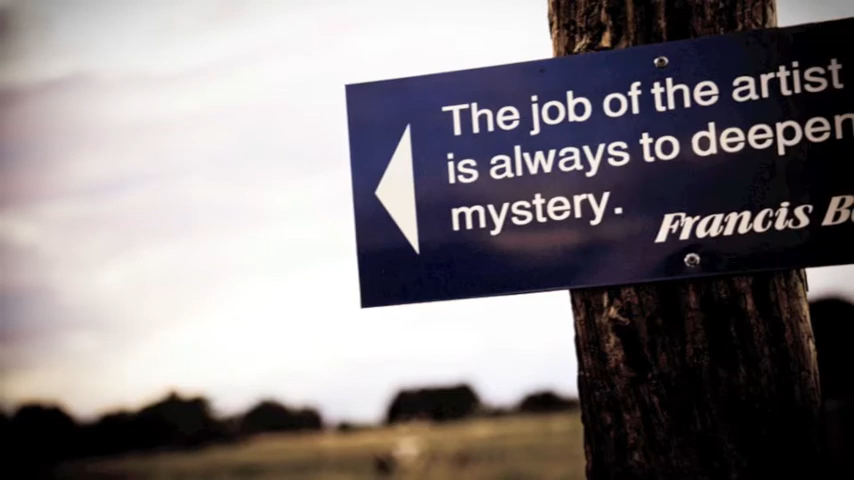 The job of the artist
is always to deepen
mystery.
Francis